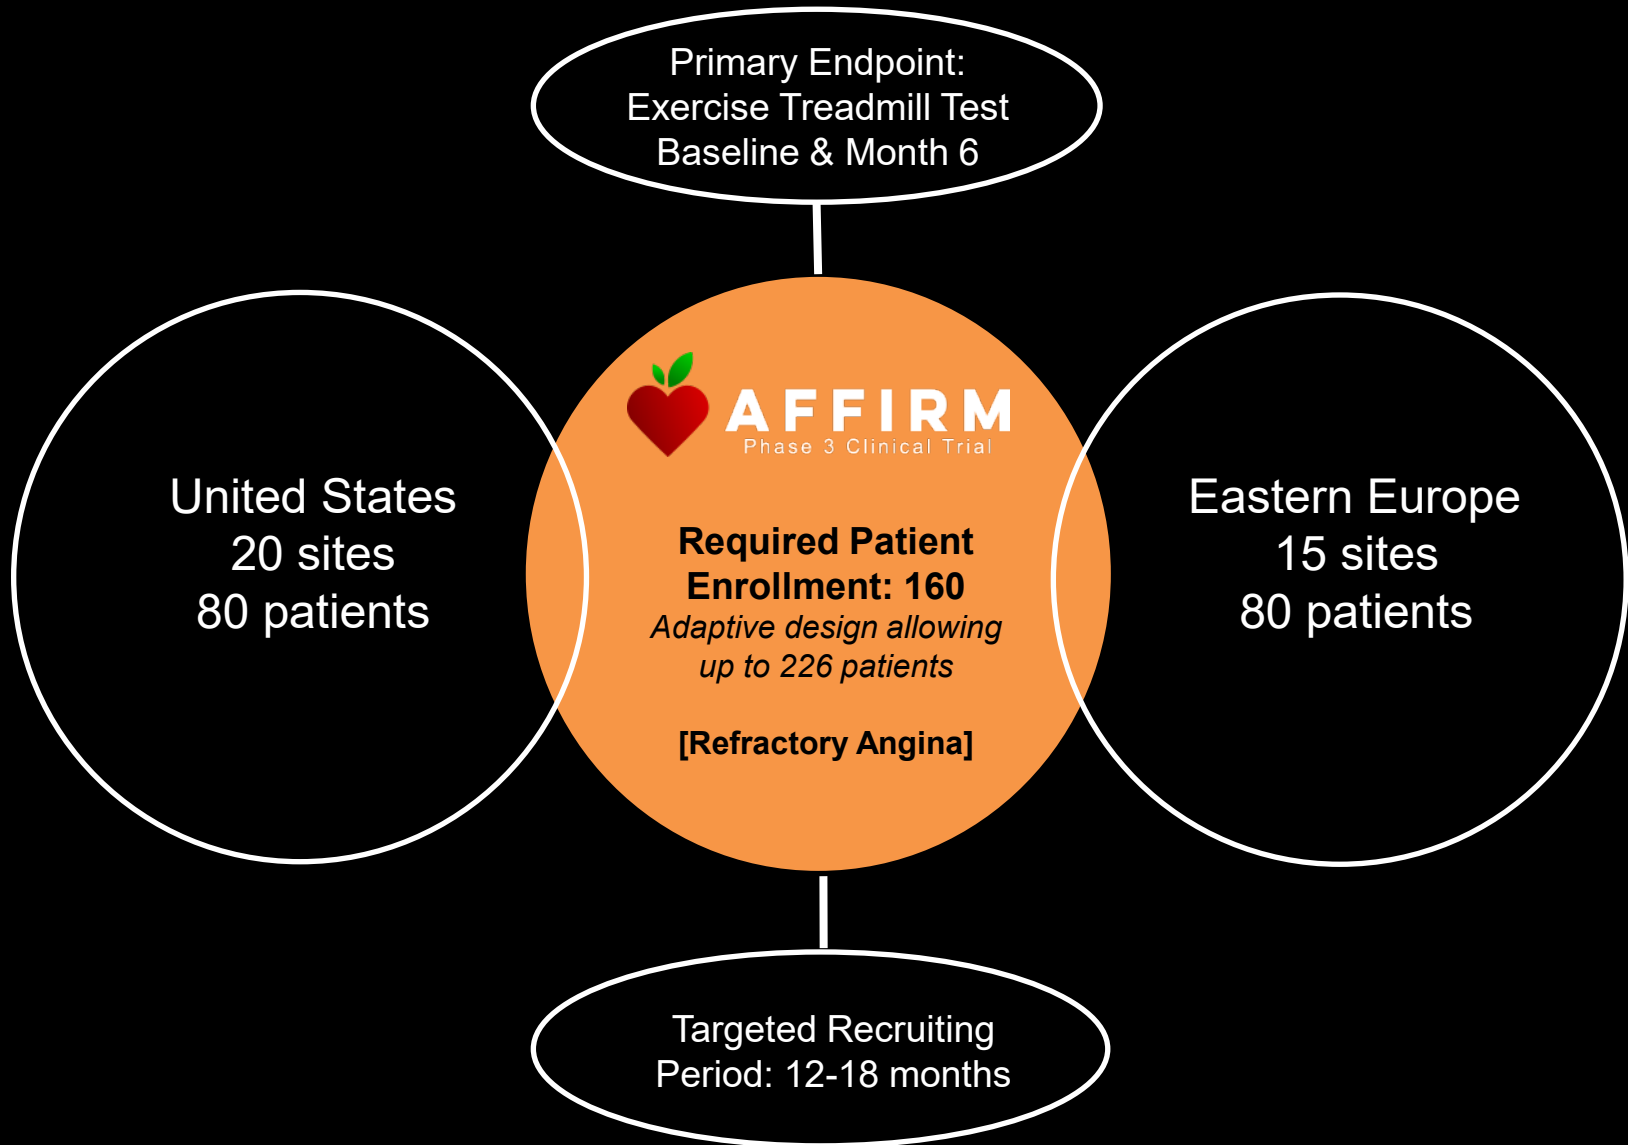 Primary Endpoint:
Exercise Treadmill Test
Baseline & Month 6
AFFIRM
Phase 3 Clinical Trial
United States
20 sites
80 patients
Required Patient
Enrollment: 160
Adaptive design allowing
up to 226 patients
[Refractory Angina]
Eastern Europe
15 sites
80 patients
Targeted Recruiting
Period: 12-18 months